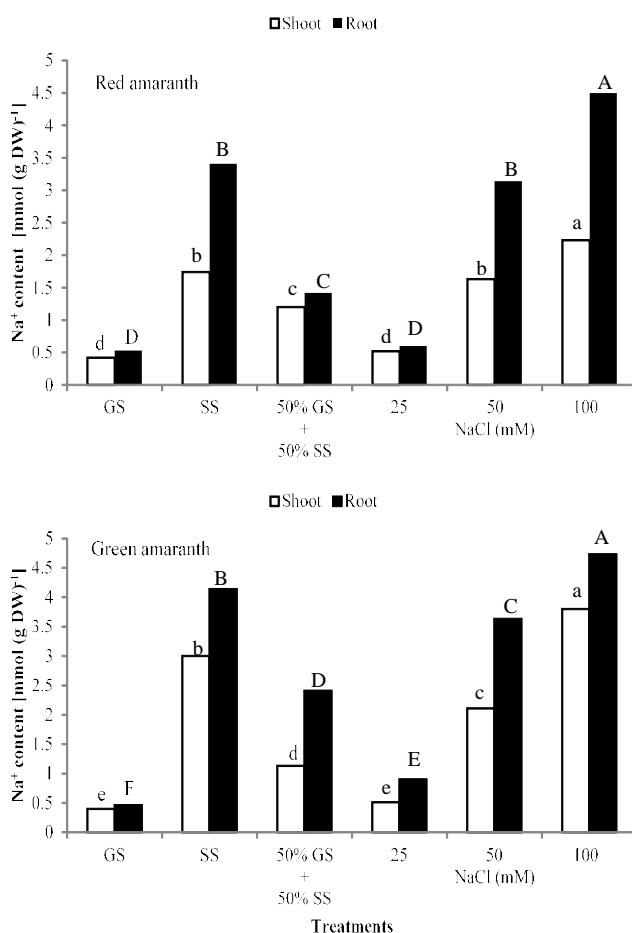 Shoot Root
Red amaranth
Na⁺ content [mmol (g DW)⁻¹]
5
4.5
4
3.5
3
2.5
2
1.5
1
0.5
0
d D
b B
c C
d D
b B
a A
GS SS 50% GS + 50% SS 25 50 100
NaCl (mM)
Shoot Root
Green amaranth
Na⁺ content [mmol (g DW)⁻¹]
5
4.5
4
3.5
3
2.5
2
1.5
1
0.5
0
e F
b B
d D
e E
c C
a A
GS SS 50% GS + 50% SS 25 50 100
NaCl (mM)
Treatments